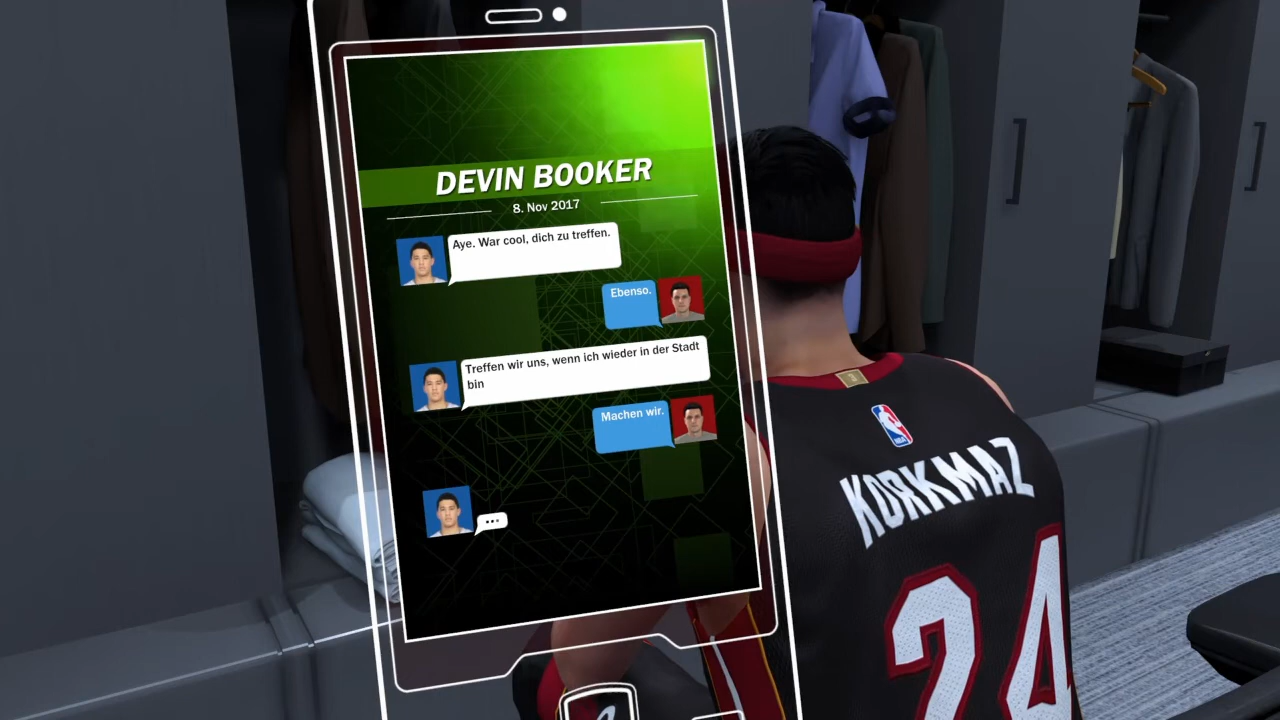 DEVIN BOOKER
8. Nov 2017
Aye. War cool, dich zu treffen.
Ebenso.
Treffen wir uns, wenn ich wieder in der Stadt
bin
Machen wir.
...
NBA
KORKMAZ
24